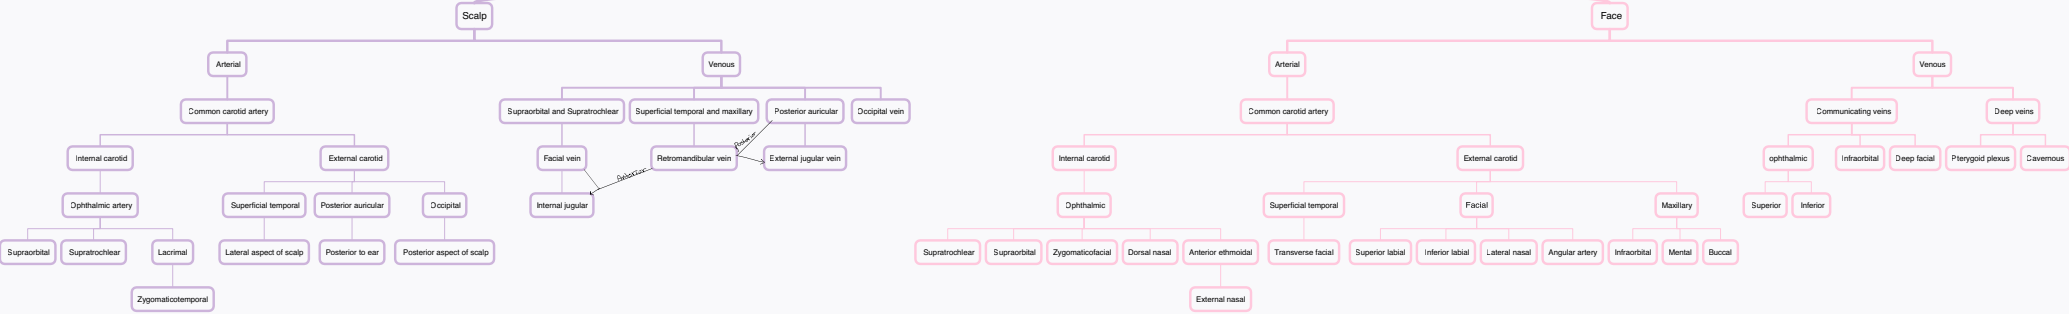 Scalp
Face
Arterial
Venous
Arterial
Venous
Common carotid artery
Supraorbital and Supratrochlear
Superficial temporal and maxillary
Posterior auricular
Occipital vein
Common carotid artery
Communicating veins
Deep veins
Posterior
Internal carotid
External carotid
Facial vein
Retromandibular vein
External jugular vein
Internal carotid
External carotid
ophthalmic
Infraorbital
Deep facial
Pterygoid plexus
Cavernous
Anterior
Ophthalmic artery
Superficial temporal
Posterior auricular
Occipital
Internal jugular
Ophthalmic
Superficial temporal
Facial
Maxillary
Superior
Inferior
Supraorbital
Supratrochlear
Lacrimal
Lateral aspect of scalp
Posterior to ear
Posterior aspect of scalp
Supratrochlear
Supraorbital
Zygomaticofacial
Dorsal nasal
Anterior ethmoidal
Transverse facial
Superior labial
Inferior labial
Lateral nasal
Angular artery
Infraorbital
Mental
Buccal
Zygomaticotemporal
External nasal